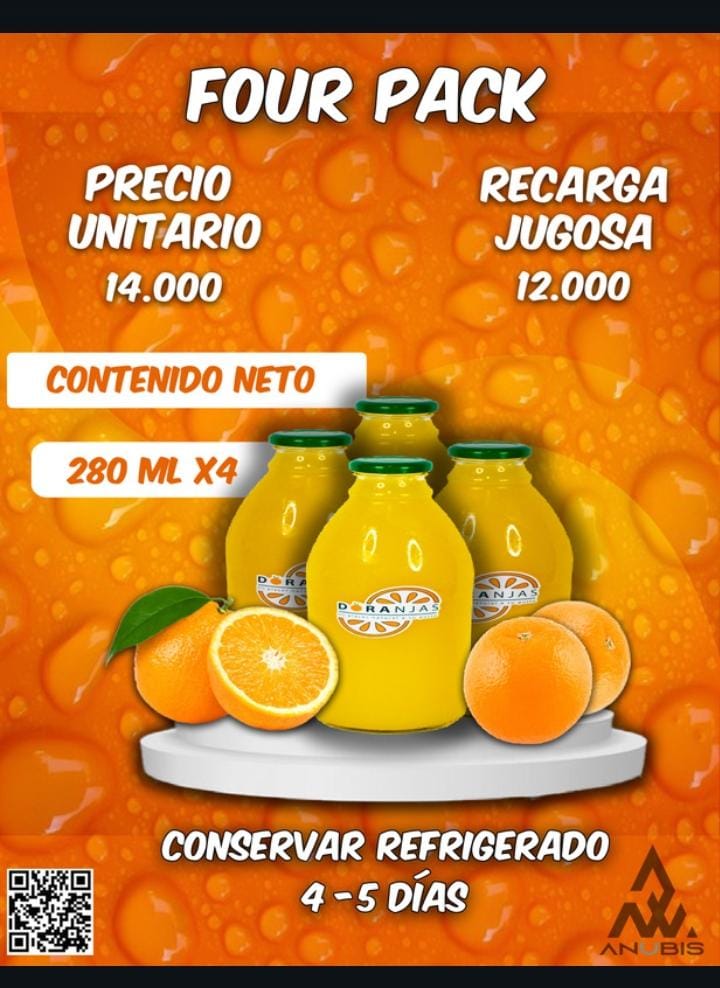 FOUR PACK
PRECIO
UNITARIO
14.000
RECARGA
JUGOSA
12.000
CONTENIDO NETO
280 ML X4
DORANJAS
CONSERVAR REFRIGERADO
4-5 DÍAS
ANUBIS